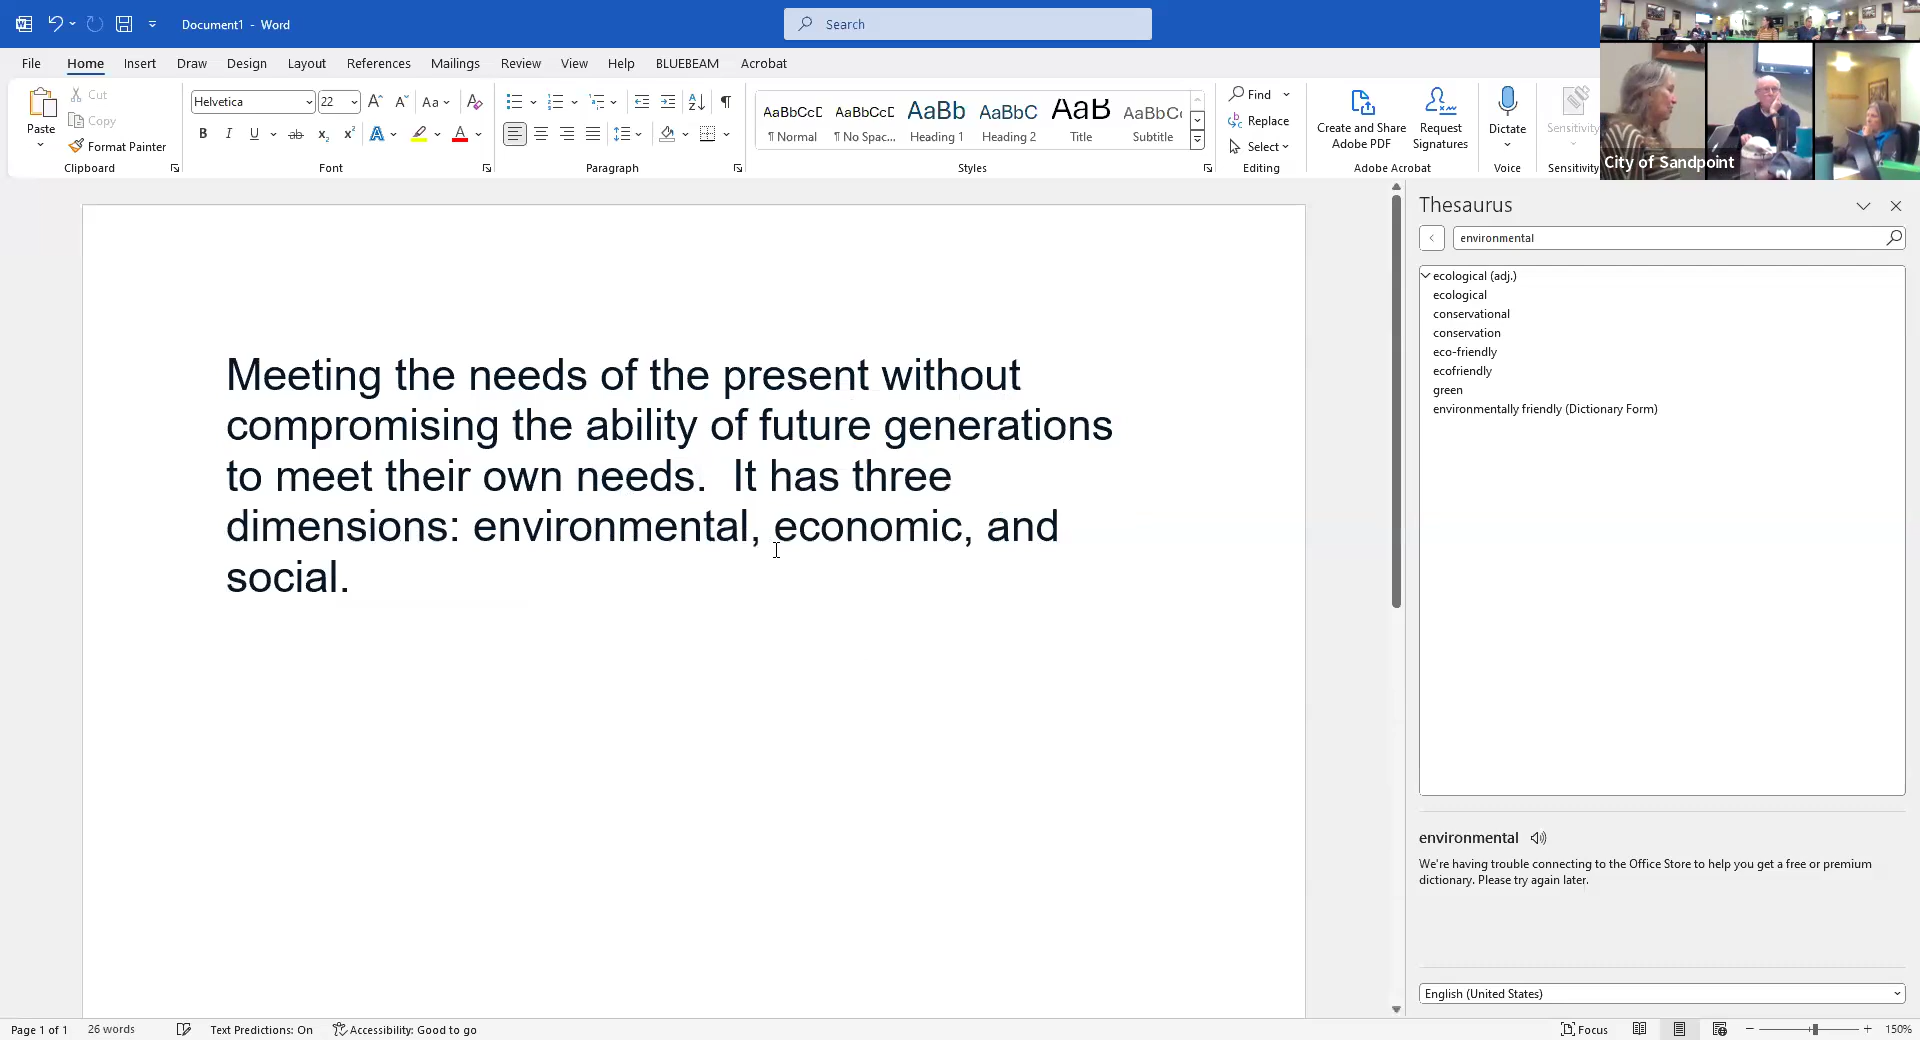 Document1 - Word
Search
File Home Insert Draw Design Layout References Mailings Review View Help BLUEBEAM Acrobat
Paste
Cut
Copy
Format Painter
Clipboard
Helvetica 22
Font
Paragraph
AaBbCcD AaBbCcD AaBb AaBbC AaB AaBbC
¶ Normal ¶ No Spac... Heading 1 Heading 2 Title Subtitle
Styles
Find
Replace
Select
Editing
Create and Share
Adobe PDF
Request
Signatures
Adobe Acrobat
Dictate
Voice
Sensitivity
Sensitivity
City of Sandpoint
Meeting the needs of the present without
compromising the ability of future generations
to meet their own needs.  It has three
dimensions: environmental, economic, and
social.
Thesaurus
environmental
ecological (adj.)
ecological
conservational
conservation
eco-friendly
ecofriendly
green
environmentally friendly (Dictionary Form)
environmental
We're having trouble connecting to the Office Store to help you get a free or premium
dictionary. Please try again later.
English (United States)
Page 1 of 1 26 words Text Predictions: On Accessibility: Good to go Focus 150%